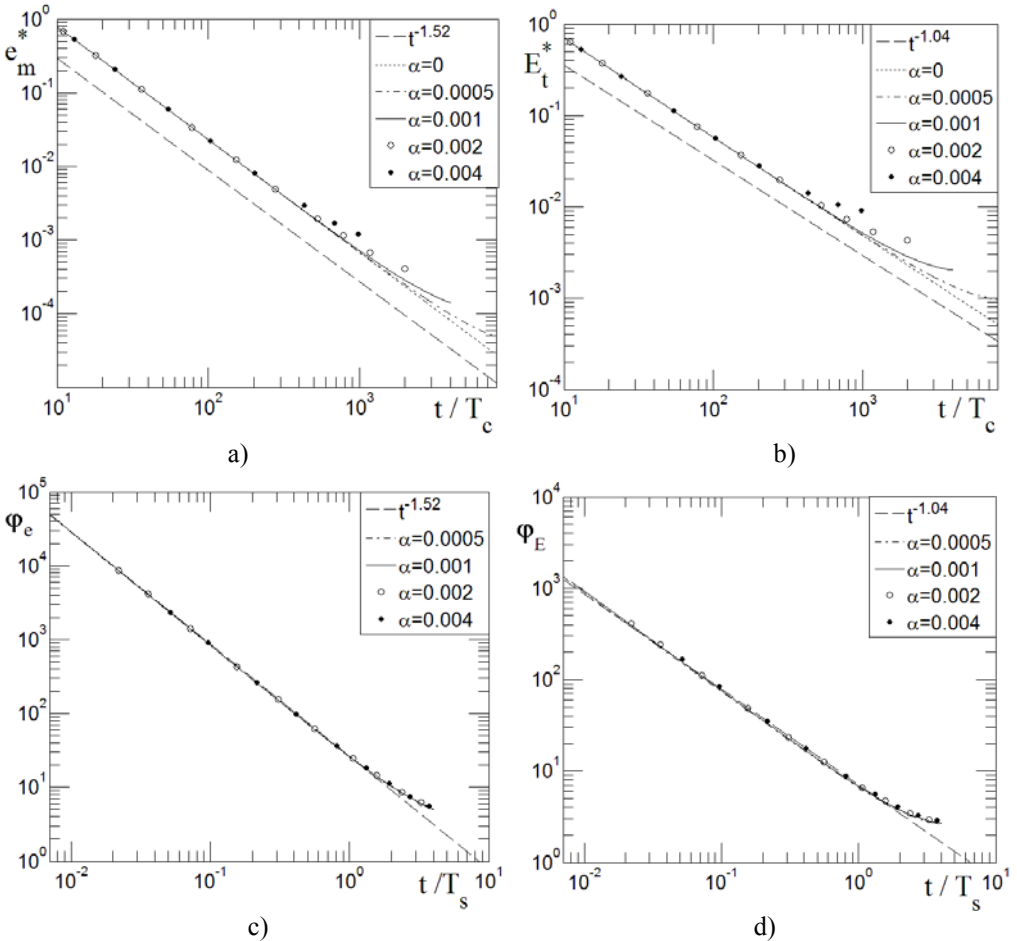 10^0
e*_m
10^-1
10^-2
10^-3
10^-4
10^1
10^2
10^3
t / T_c
t^-1.52
α=0
α=0.0005
α=0.001
α=0.002
α=0.004
a)
10^0
E*_t
10^-1
10^-2
10^-3
10^-4
10^1
10^2
10^3
t / T_c
t^-1.04
α=0
α=0.0005
α=0.001
α=0.002
α=0.004
b)
10^5
φ_e
10^4
10^3
10^2
10^1
10^0
10^-2
10^-1
10^0
t / T_s
10^1
t^-1.52
α=0.0005
α=0.001
α=0.002
α=0.004
c)
10^4
φ_E
10^3
10^2
10^1
10^0
10^-2
10^-1
10^0
t / T_s
10^1
t^-1.04
α=0.0005
α=0.001
α=0.002
α=0.004
d)